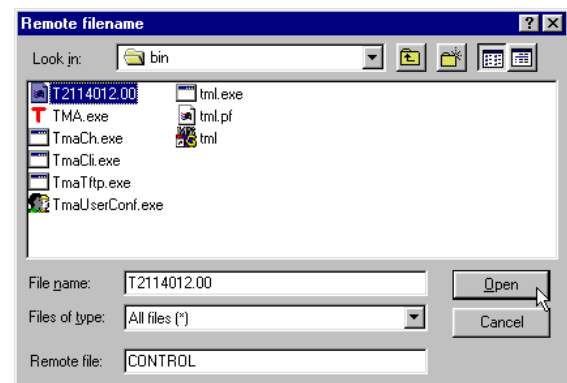 Remote filename
Look in: bin
T2114012.00 tml.exe
TMA.exe tml.pf
TmaCh.exe tml
TmaCli.exe
TmaTftp.exe
TmaUserConf.exe
File name: T2114012.00 Open
Files of type: All files (*) Cancel
Remote file: CONTROL